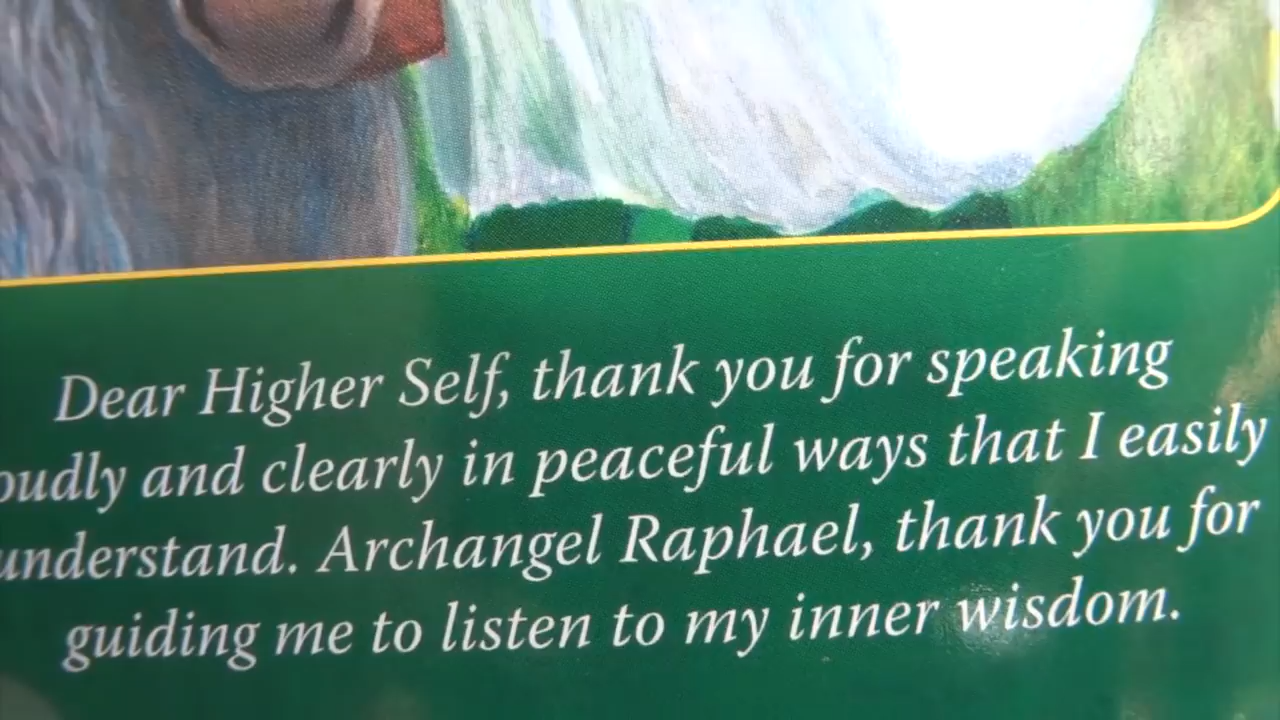 Dear Higher Self, thank you for speaking
oudly and clearly in peaceful ways that I easily
understand. Archangel Raphael, thank you for
guiding me to listen to my inner wisdom.